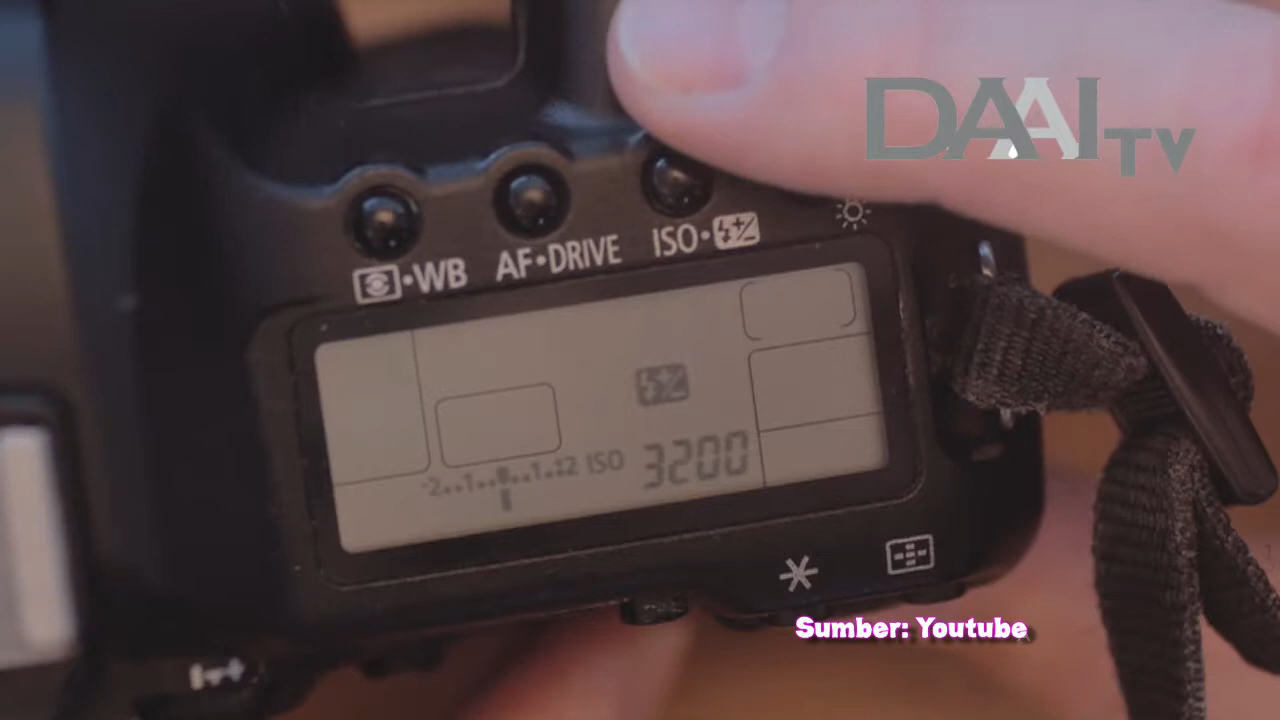 DAAI TV
•WB AF•DRIVE ISO•
-2..1..0..1.:2 ISO 3200
Sumber: Youtube